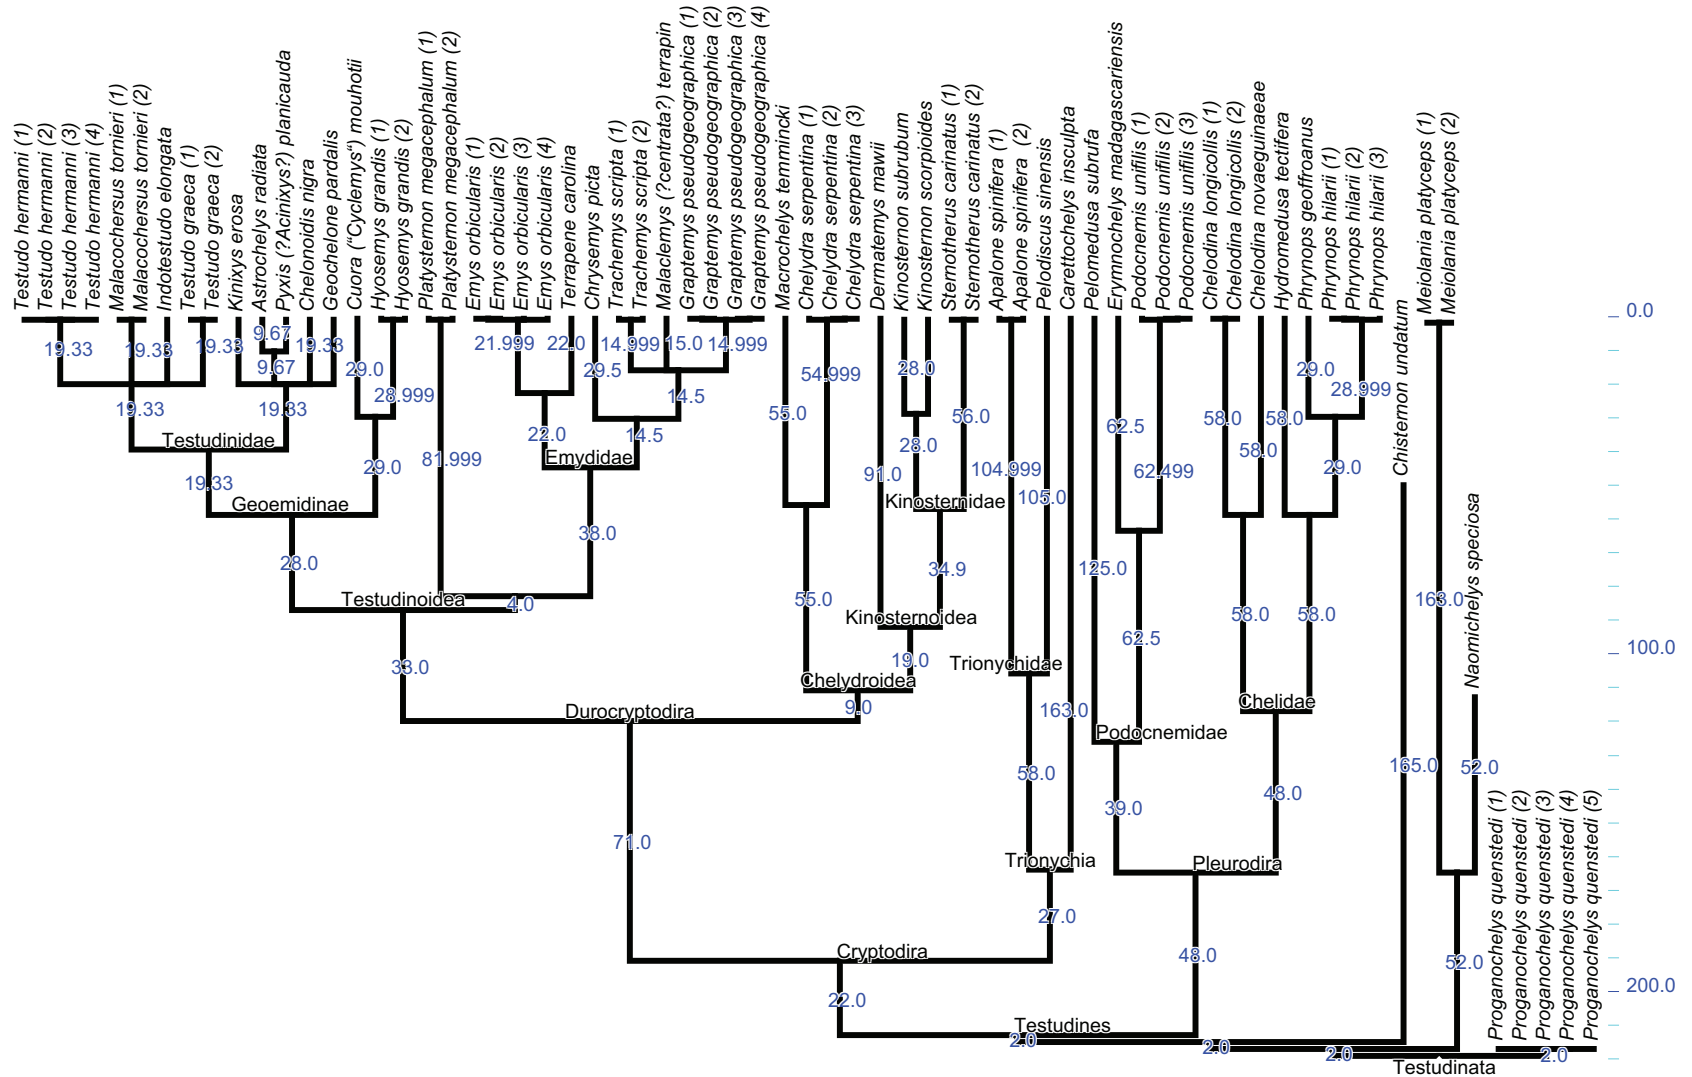 Testudo hermanni (1)
Testudo hermanni (2)
Testudo hermanni (3)
Testudo hermanni (4)
Malacochersus tornieri (1)
Malacochersus tornieri (2)
Indotestudo elongata
Testudo graeca (1)
Testudo graeca (2)
Kinixys erosa
Astrochelys radiata
Pyxis (?Acinixys?) planicauda
Chelonoidis nigra
Geochelone pardalis
Cuora ("Cyclemys") mouhotii
Hyosemys grandis (1)
Hyosemys grandis (2)
Platystemon megacephalum (1)
Platystemon megacephalum (2)
Emys orbicularis (1)
Emys orbicularis (2)
Emys orbicularis (3)
Emys orbicularis (4)
Terrapene carolina
Chrysemys picta
Trachemys scripta (1)
Trachemys scripta (2)
Malaclemys (?centrata?) terrapin
Graptemys pseudogeographica (1)
Graptemys pseudogeographica (2)
Graptemys pseudogeographica (3)
Graptemys pseudogeographica (4)
Macrochelys temmincki
Chelydra serpentina (1)
Chelydra serpentina (2)
Chelydra serpentina (3)
Dermatemys mawii
Kinosternon subrubum
Kinosternon scorpioides
Sternotherus carinatus (1)
Sternotherus carinatus (2)
Apalone spinifera (1)
Apalone spinifera (2)
Pelodiscus sinensis
Carettochelys insculpta
Pelomedusa subrufa
Erymnochelys madagascariensis
Podocnemis unifilis (1)
Podocnemis unifilis (2)
Podocnemis unifilis (3)
Chelodina longicollis (1)
Chelodina longicollis (2)
Chelodina novaeguinaeae
Hydromedusa tectifera
Phrynops geoffroanus
Phrynops hilarii (1)
Phrynops hilarii (2)
Phrynops hilarii (3)
Chisternon undatum
Meiolania platyceps (1)
Meiolania platyceps (2)
Naomichelys speciosa
Proganochelys quenstedi (1)
Proganochelys quenstedi (2)
Proganochelys quenstedi (3)
Proganochelys quenstedi (4)
Proganochelys quenstedi (5)
0.0
9.67
19.33
19.33
19.33
19.33
21.999
22.0
14.999
15.0
14.999
9.67
29.0
29.5
28.0
29.0
54.999
28.999
28.999
14.5
19.33
19.33
55.0
56.0
58.0
58.0
62.5
22.0
14.5
Testudinidae
28.0
58.0
Emydidae
81.999
29.0
29.0
91.0
104.999
62.499
19.33
105.0
Geoemidinae
Kinosternidae
38.0
28.0
34.9
125.0
Testudinoidea
4.0
55.0
163.0
58.0
58.0
Kinosternoidea
62.5
100.0
33.0
19.0
Trionychidae
Chelydroidea
Chelidae
Durocryptodira
9.0
163.0
Podocnemidae
165.0
52.0
58.0
48.0
39.0
71.0
Trionychia
Pleurodira
27.0
Cryptodira
48.0
52.0
200.0
22.0
Testudines
2.0
2.0
2.0
2.0
Testudinata